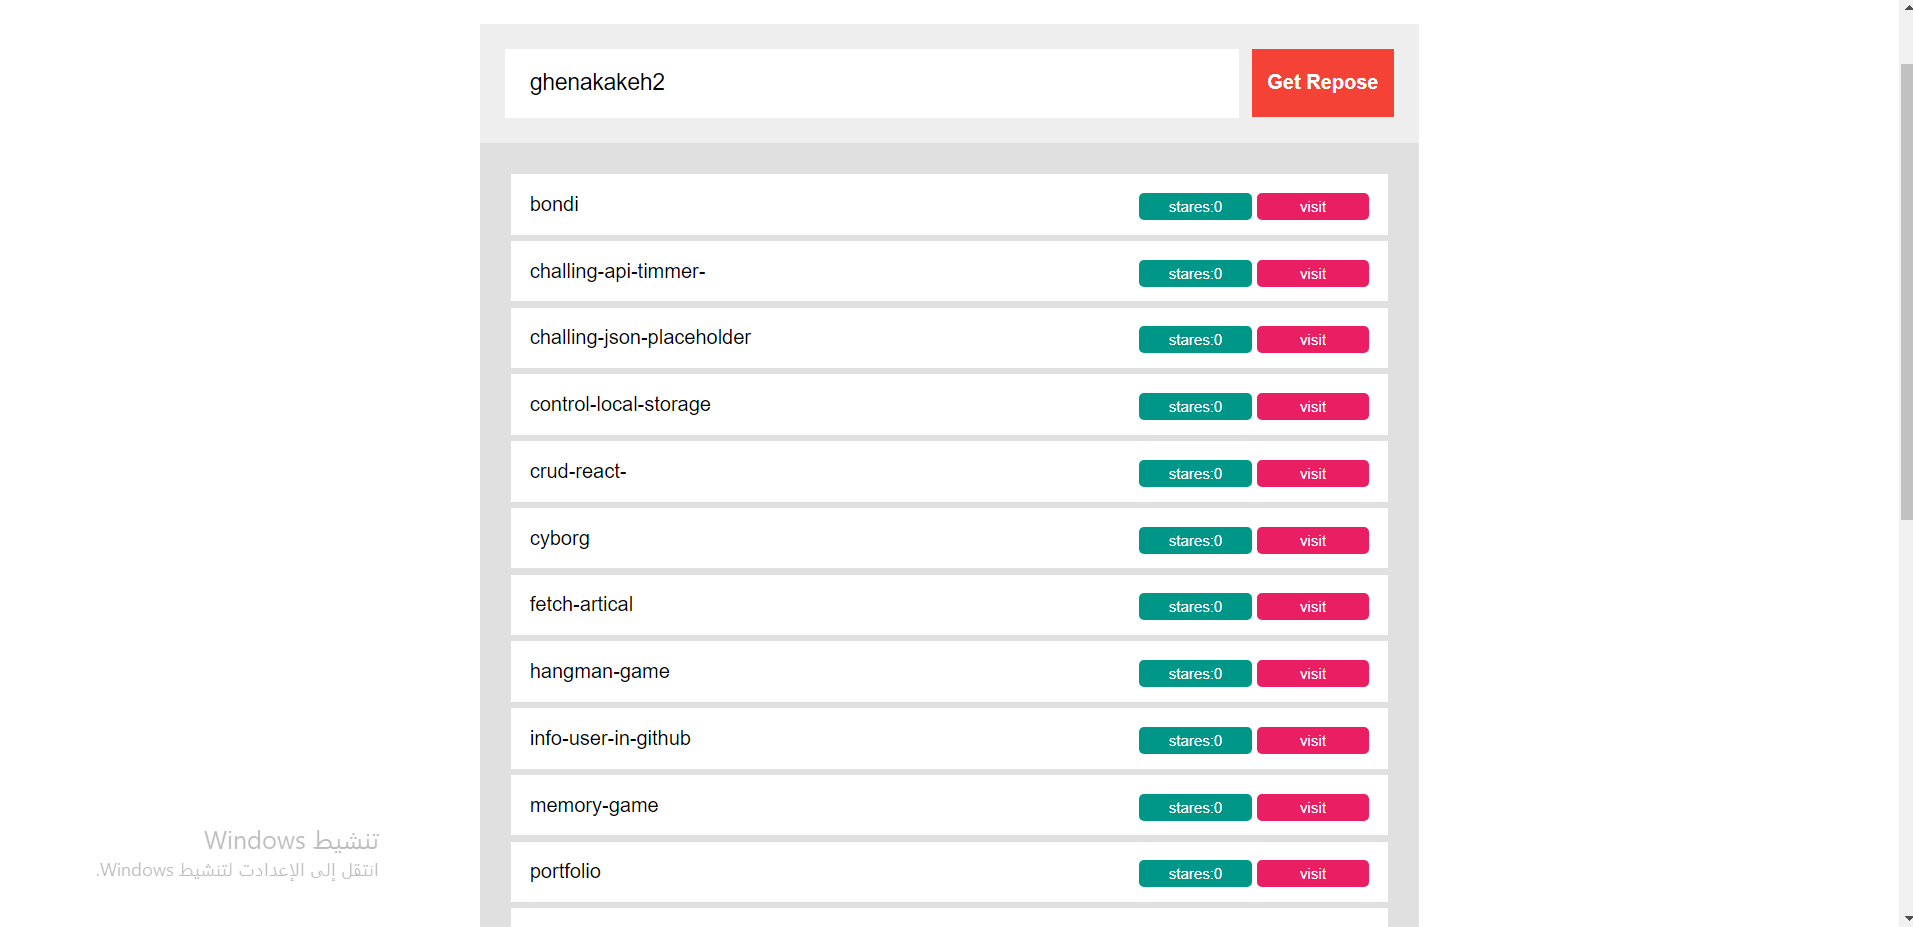 ghenakakeh2
Get Repose
bondi stares:0 visit
challing-api-timmer- stares:0 visit
challing-json-placeholder stares:0 visit
control-local-storage stares:0 visit
crud-react- stares:0 visit
cyborg stares:0 visit
fetch-artical stares:0 visit
hangman-game stares:0 visit
info-user-in-github stares:0 visit
memory-game stares:0 visit
portfolio stares:0 visit
تنشيط Windows
انتقل إلى الإعدادت لتنشيط Windows.